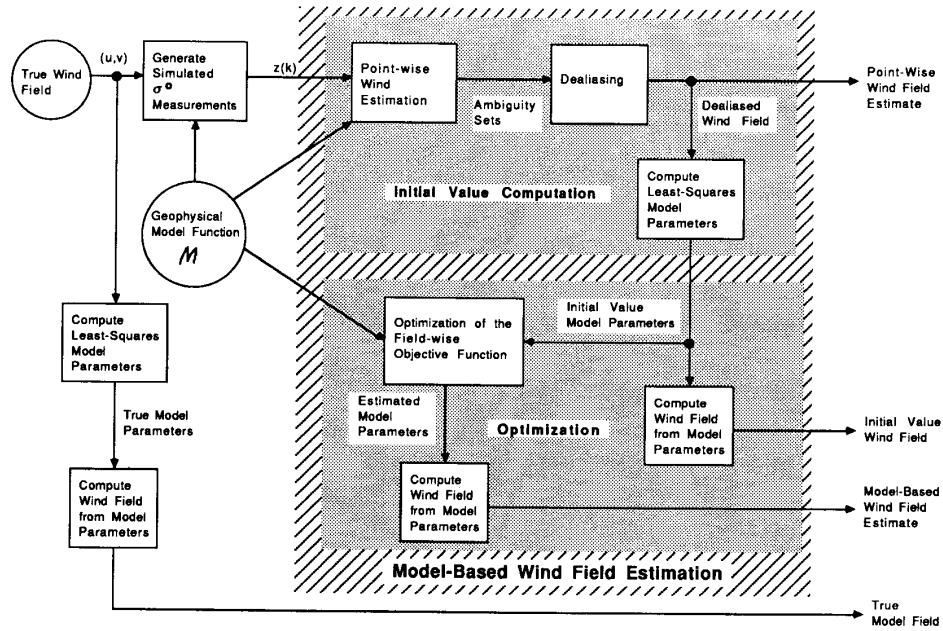 True Wind
Field
(u,v)
Generate
Simulated
σ°
Measurements
z(k)
Point-wise
Wind
Estimation
Ambiguity
Sets
Dealiasing
Dealiased
Wind Field
Point-Wise
Wind Field
Estimate
Compute
Least-Squares
Model
Parameters
Initial Value Computation
Geophysical
Model Function
M
Compute
Least-Squares
Model
Parameters
True Model
Parameters
Compute
Wind Field
from Model
Parameters
Optimization of the
Field-wise
Objective Function
Initial Value
Model Parameters
Estimated
Model
Parameters
Optimization
Compute
Wind Field
from Model
Parameters
Initial Value
Wind Field
Compute
Wind Field
from Model
Parameters
Model-Based
Wind Field
Estimate
Model-Based Wind Field Estimation
True
Model Field